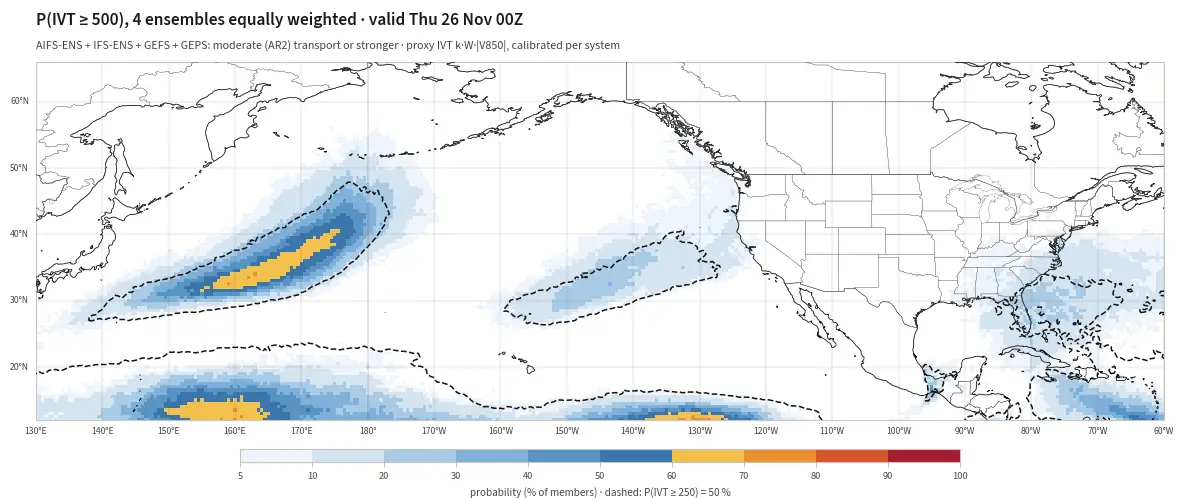 P(IVT ≥ 500), 4 ensembles equally weighted · valid Thu 26 Nov 00Z
AIFS-ENS + IFS-ENS + GEFS + GEPS: moderate (AR2) transport or stronger · proxy IVT k·W·|V850|, calibrated per system
60°N
50°N
40°N
30°N
20°N
130°E 140°E 150°E 160°E 170°E 180° 170°W 160°W 150°W 140°W 130°W 120°W 110°W 100°W 90°W 80°W 70°W 60°W
5 10 20 30 40 50 60 70 80 90 100
probability (% of members) · dashed: P(IVT ≥ 250) = 50 %